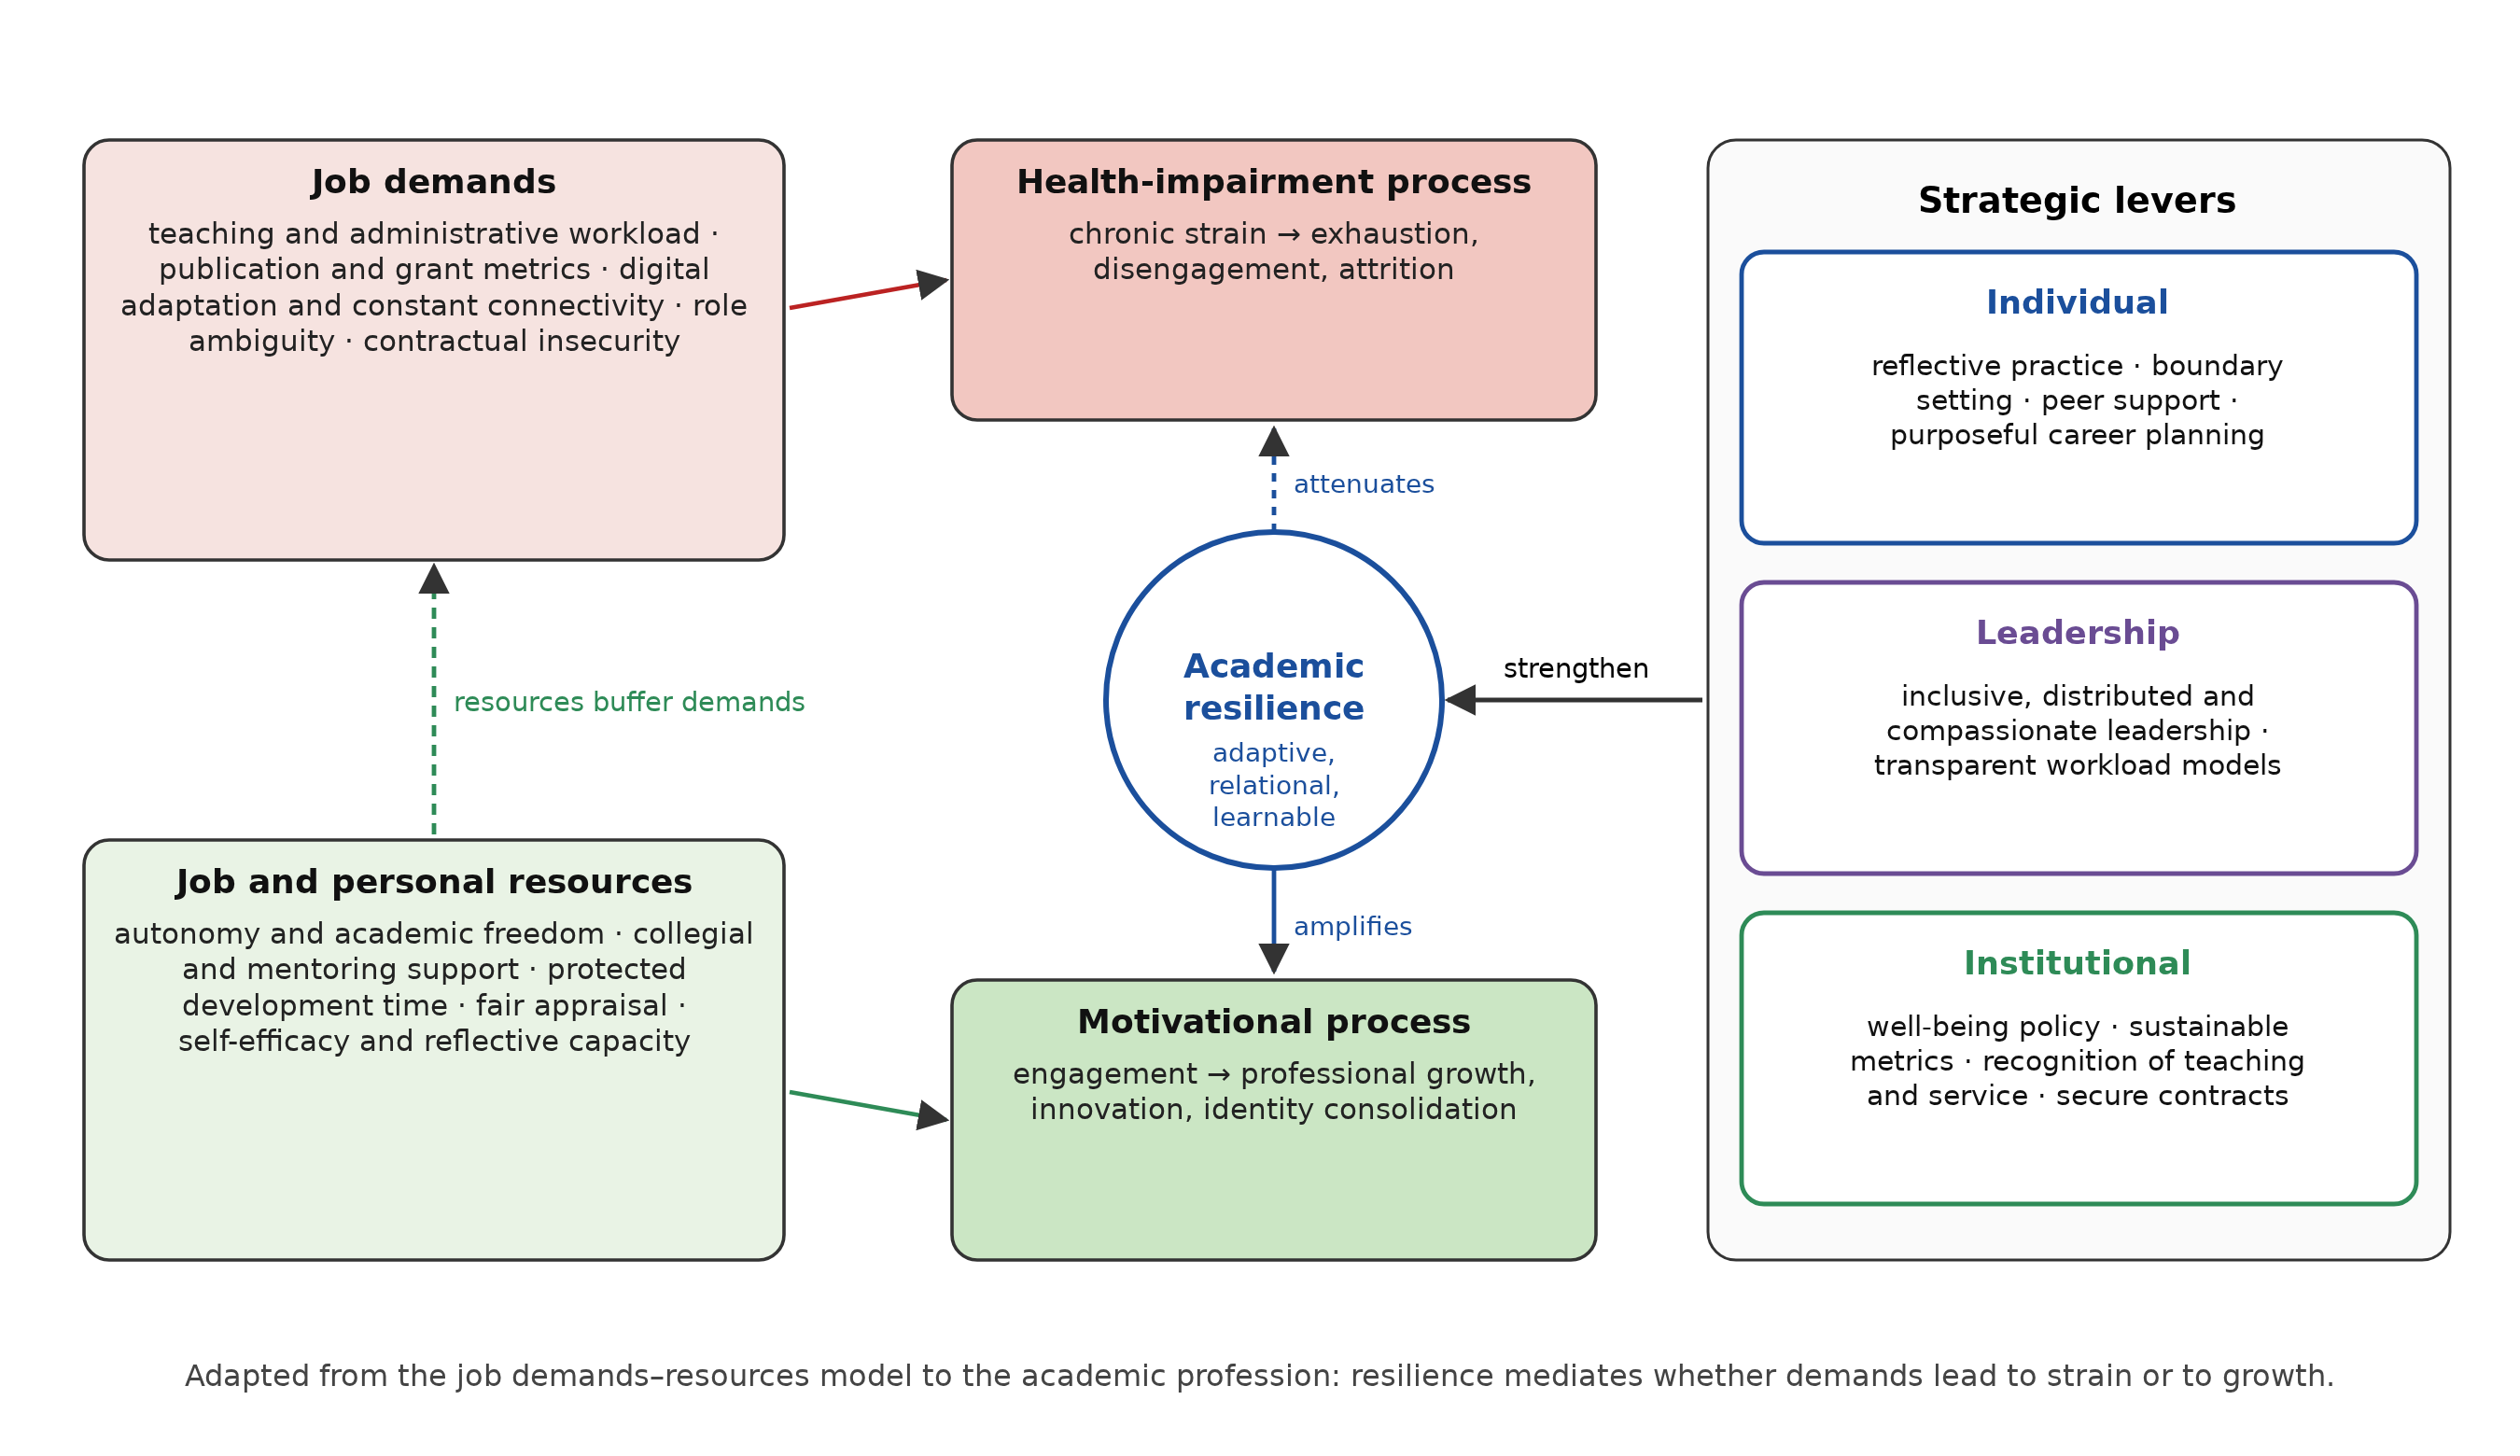 Job demands
teaching and administrative workload ·
publication and grant metrics · digital
adaptation and constant connectivity · role
ambiguity · contractual insecurity
Health-impairment process
chronic strain → exhaustion,
disengagement, attrition
Strategic levers
Individual
reflective practice · boundary
setting · peer support ·
purposeful career planning
attenuates
Academic
resilience
adaptive,
relational,
learnable
strengthen
Leadership
inclusive, distributed and
compassionate leadership ·
transparent workload models
resources buffer demands
Job and personal resources
autonomy and academic freedom · collegial
and mentoring support · protected
development time · fair appraisal ·
self-efficacy and reflective capacity
amplifies
Motivational process
engagement → professional growth,
innovation, identity consolidation
Institutional
well-being policy · sustainable
metrics · recognition of teaching
and service · secure contracts
Adapted from the job demands–resources model to the academic profession: resilience mediates whether demands lead to strain or to growth.